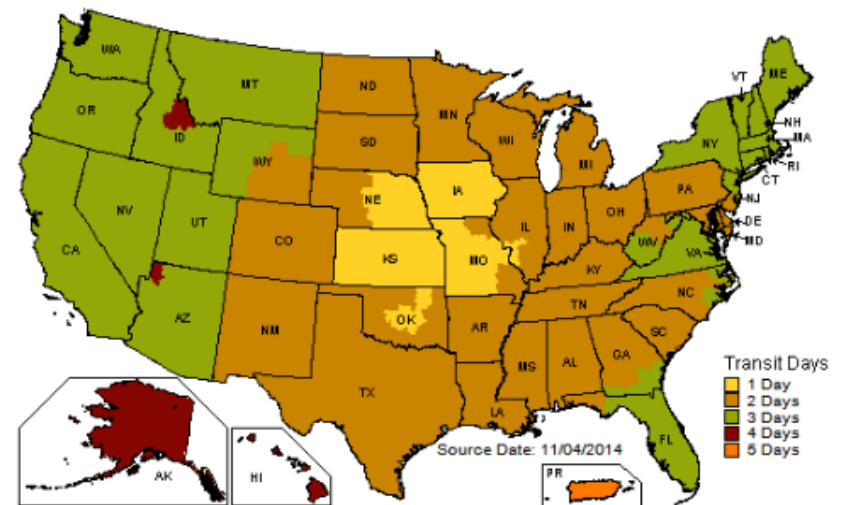 WA
OR
CA
NV
ID
MT
WY
UT
AZ
CO
NM
ND
SD
NE
KS
OK
TX
MN
IA
MO
AR
LA
WI
IL
MI
IN
OH
KY
TN
MS
AL
GA
FL
SC
NC
VA
WV
PA
NY
VT
ME
NH
MA
RI
CT
NJ
DE
MD
AK
HI
PR
Source Date: 11/04/2014
Transit Days
1 Day
2 Days
3 Days
4 Days
5 Days